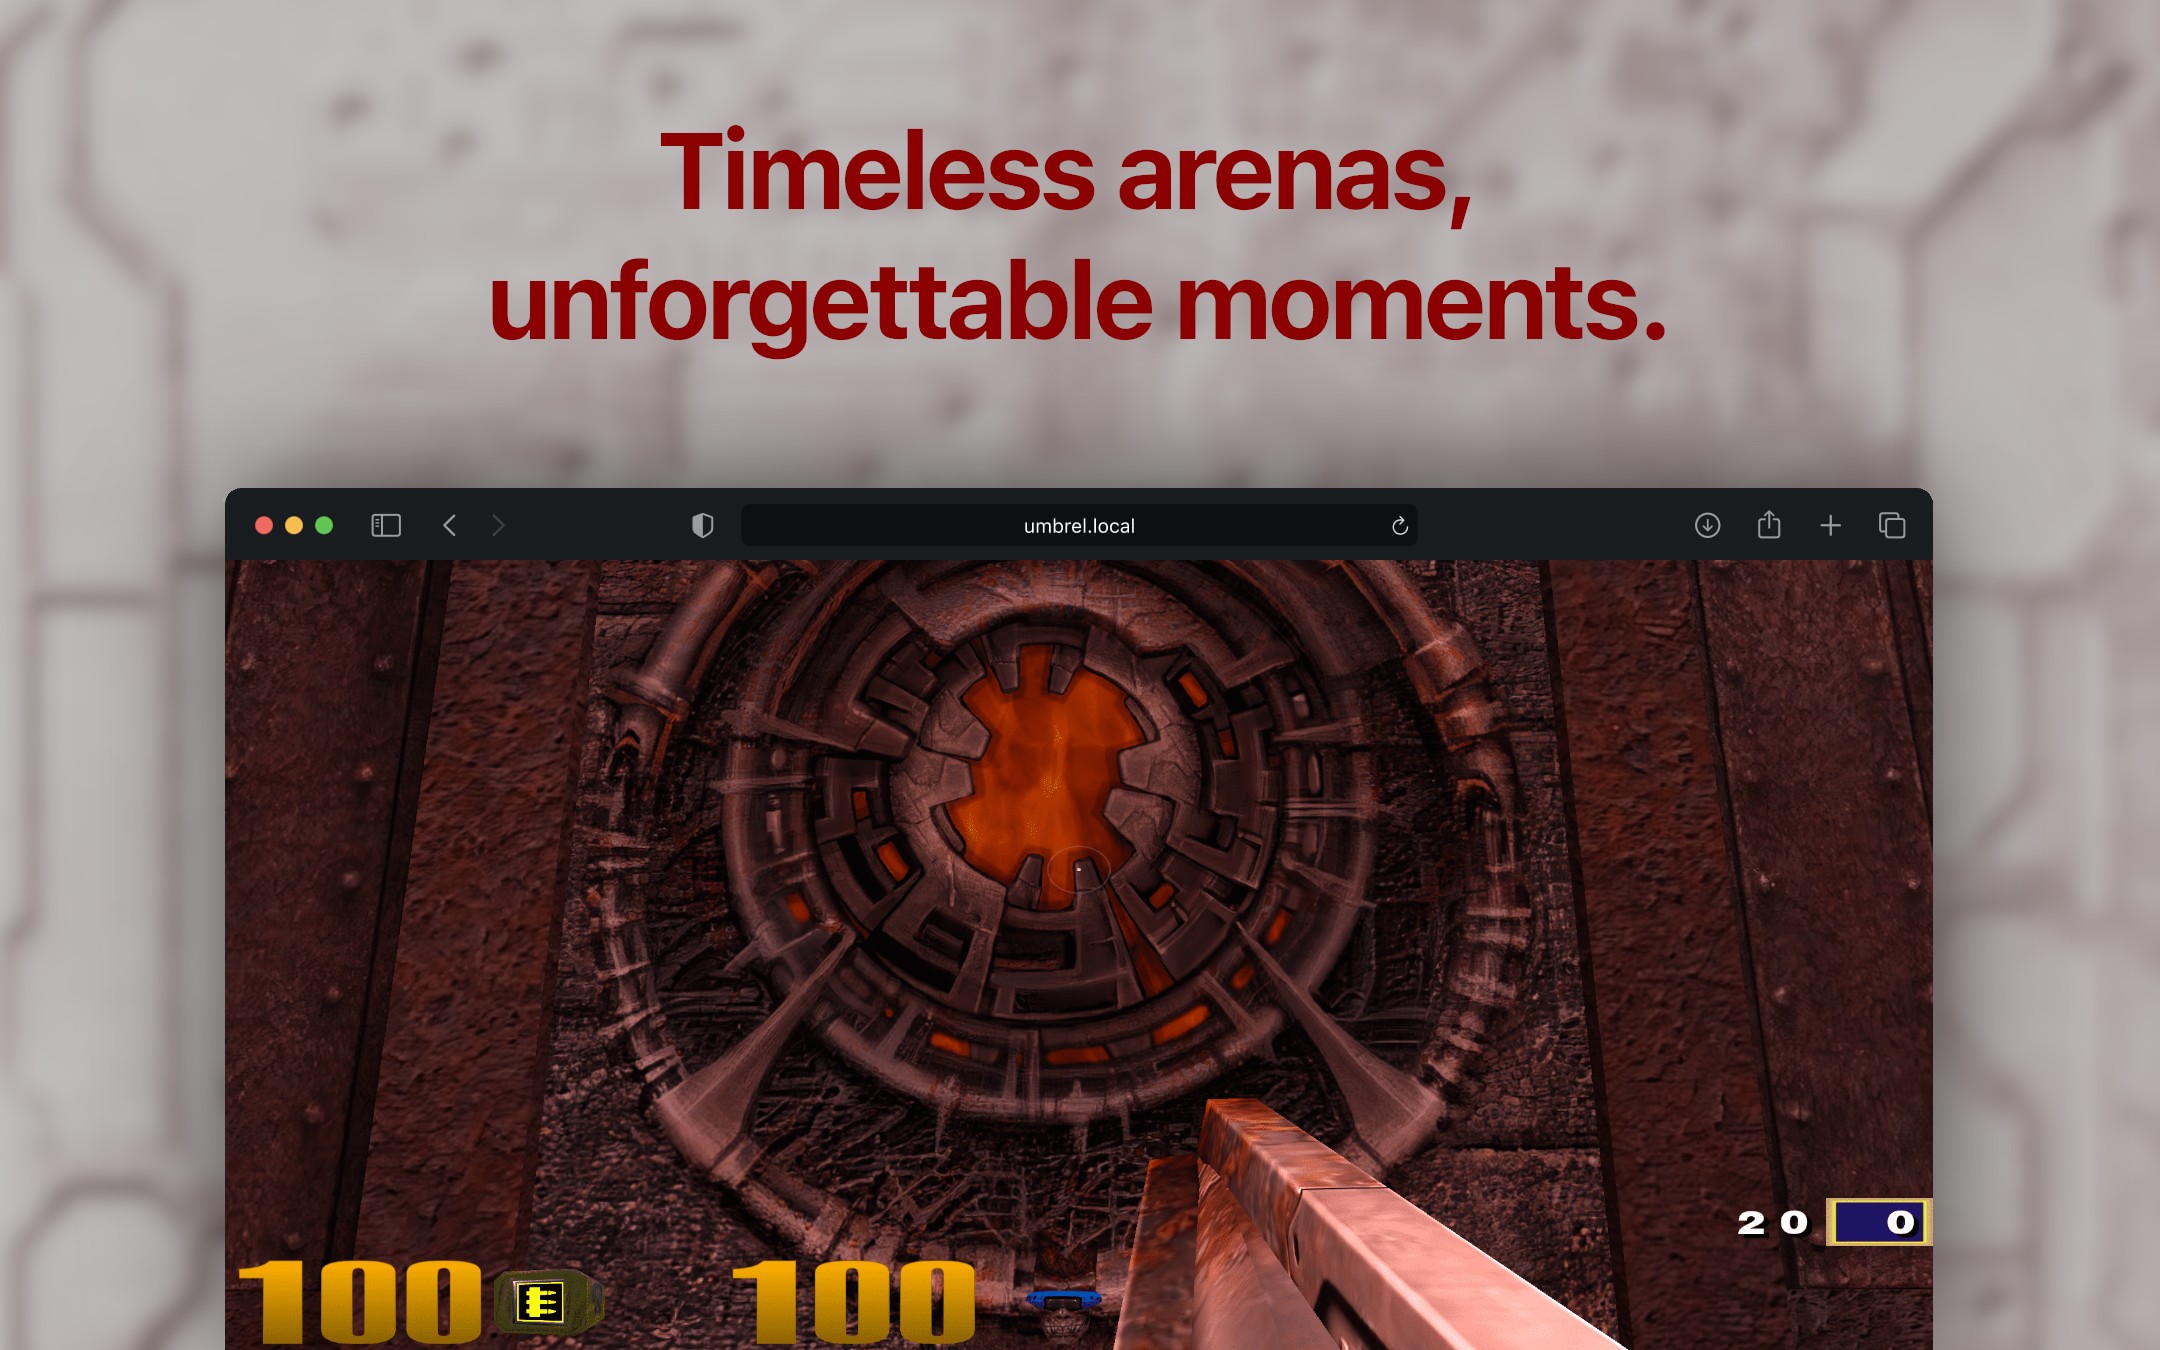 Timeless arenas,
unforgettable moments.
umbrel.local
20 0
100 100